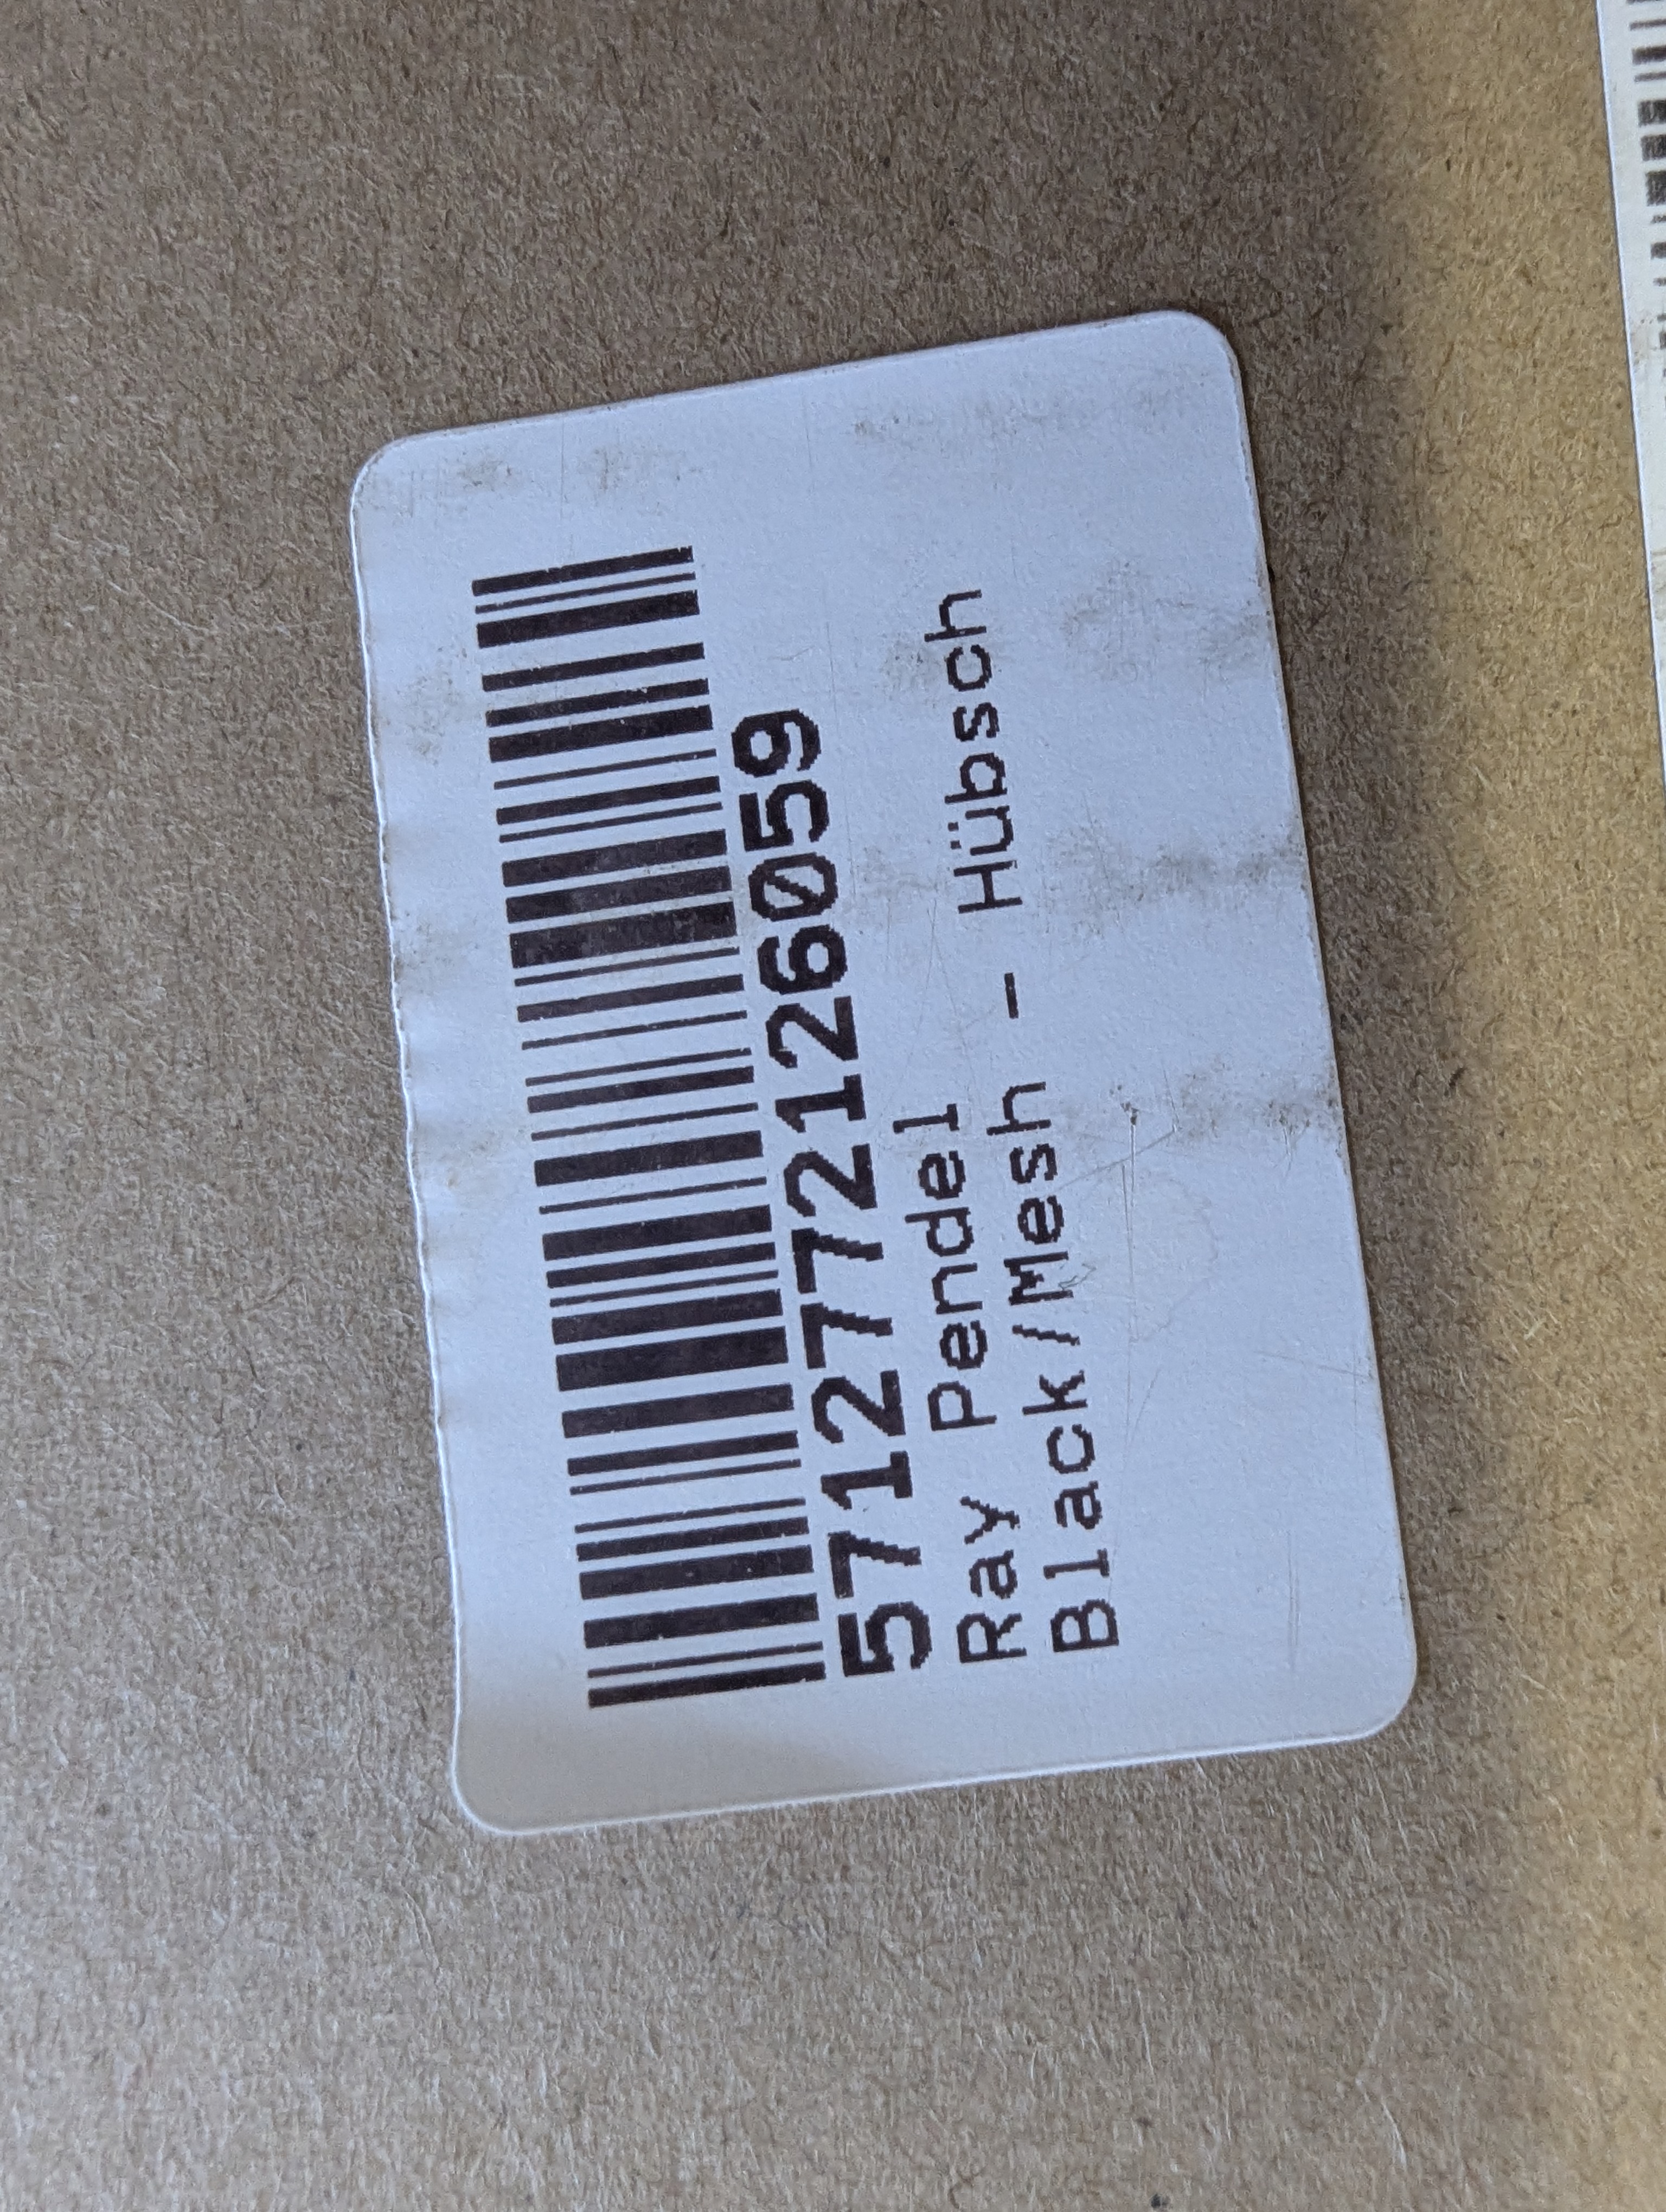 5712772126059
Ray Pendel
Black/Mesh - Hübsch